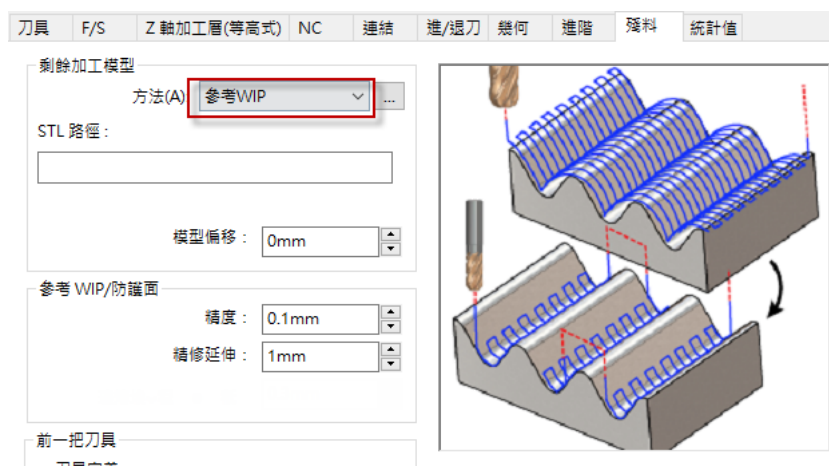 刀具 F/S Z 軸加工層(等高式) NC 連結 進/退刀 幾何 進階 殘料 統計值
剩餘加工模型
方法(A) 參考WIP ...
STL 路徑：
模型偏移： 0mm
參考 WIP/防護面
精度： 0.1mm
精修延伸： 1mm
前一把刀具